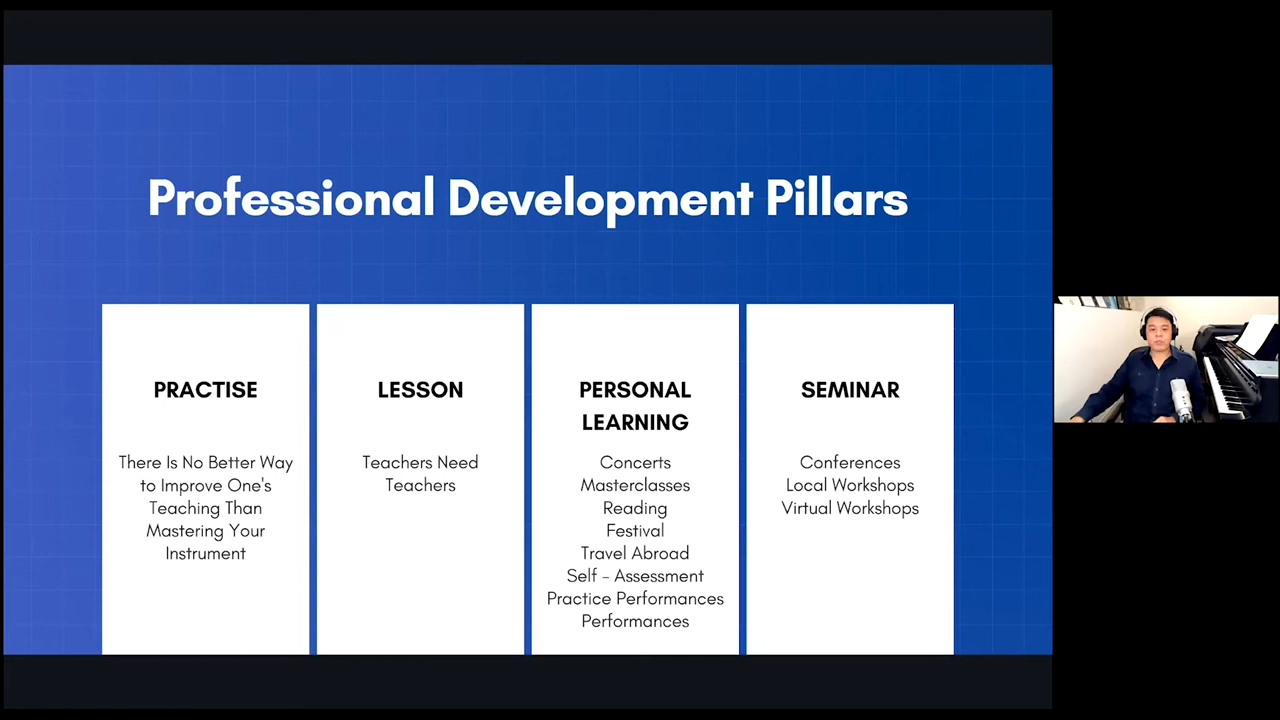 Professional Development Pillars
PRACTISE
There Is No Better Way
to Improve One's
Teaching Than
Mastering Your
Instrument
LESSON
Teachers Need
Teachers
PERSONAL
LEARNING
Concerts
Masterclasses
Reading
Festival
Travel Abroad
Self - Assessment
Practice Performances
Performances
SEMINAR
Conferences
Local Workshops
Virtual Workshops